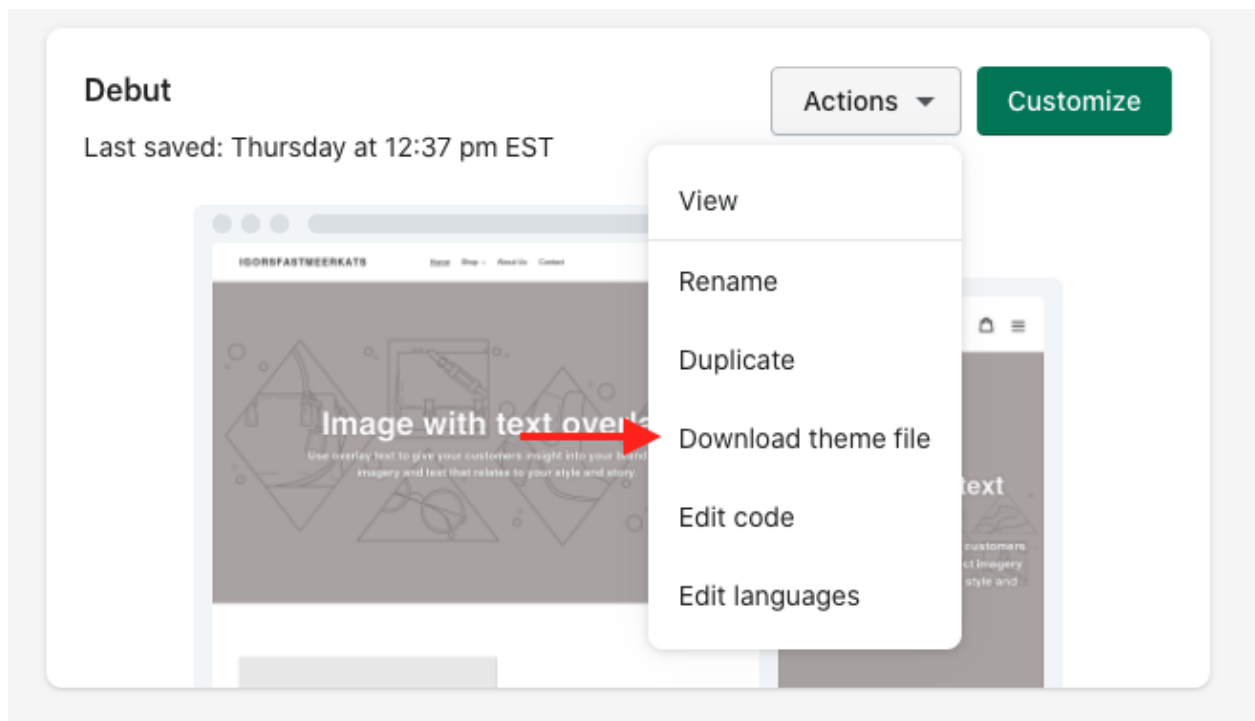 Debut
Actions
Customize
Last saved: Thursday at 12:37 pm EST
View
Rename
Duplicate
Download theme file
Edit code
Edit languages
IGORSFASTMEERKATS
Home Shop About Us Contact
Image with text overla
Use overlay text to give your customers insight into your brand
imagery and text that relates to your style and story.
text
customers
ct imagery
style and